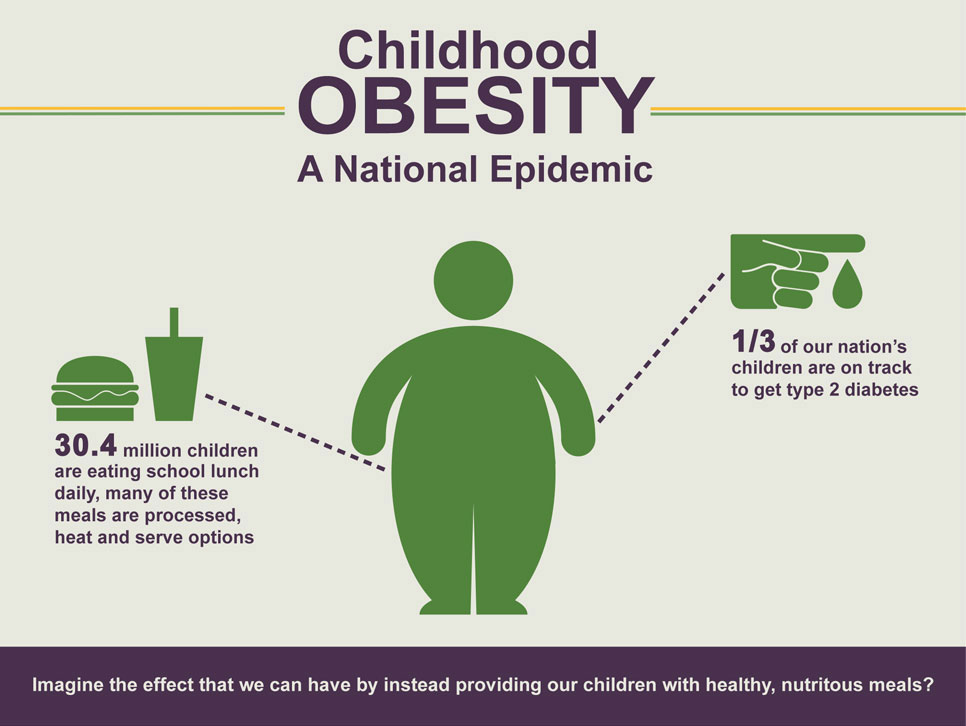 Childhood
OBESITY
A National Epidemic
30.4 million children
are eating school lunch
daily, many of these
meals are processed,
heat and serve options
1/3 of our nation's
children are on track
to get type 2 diabetes
Imagine the effect that we can have by instead providing our children with healthy, nutritous meals?